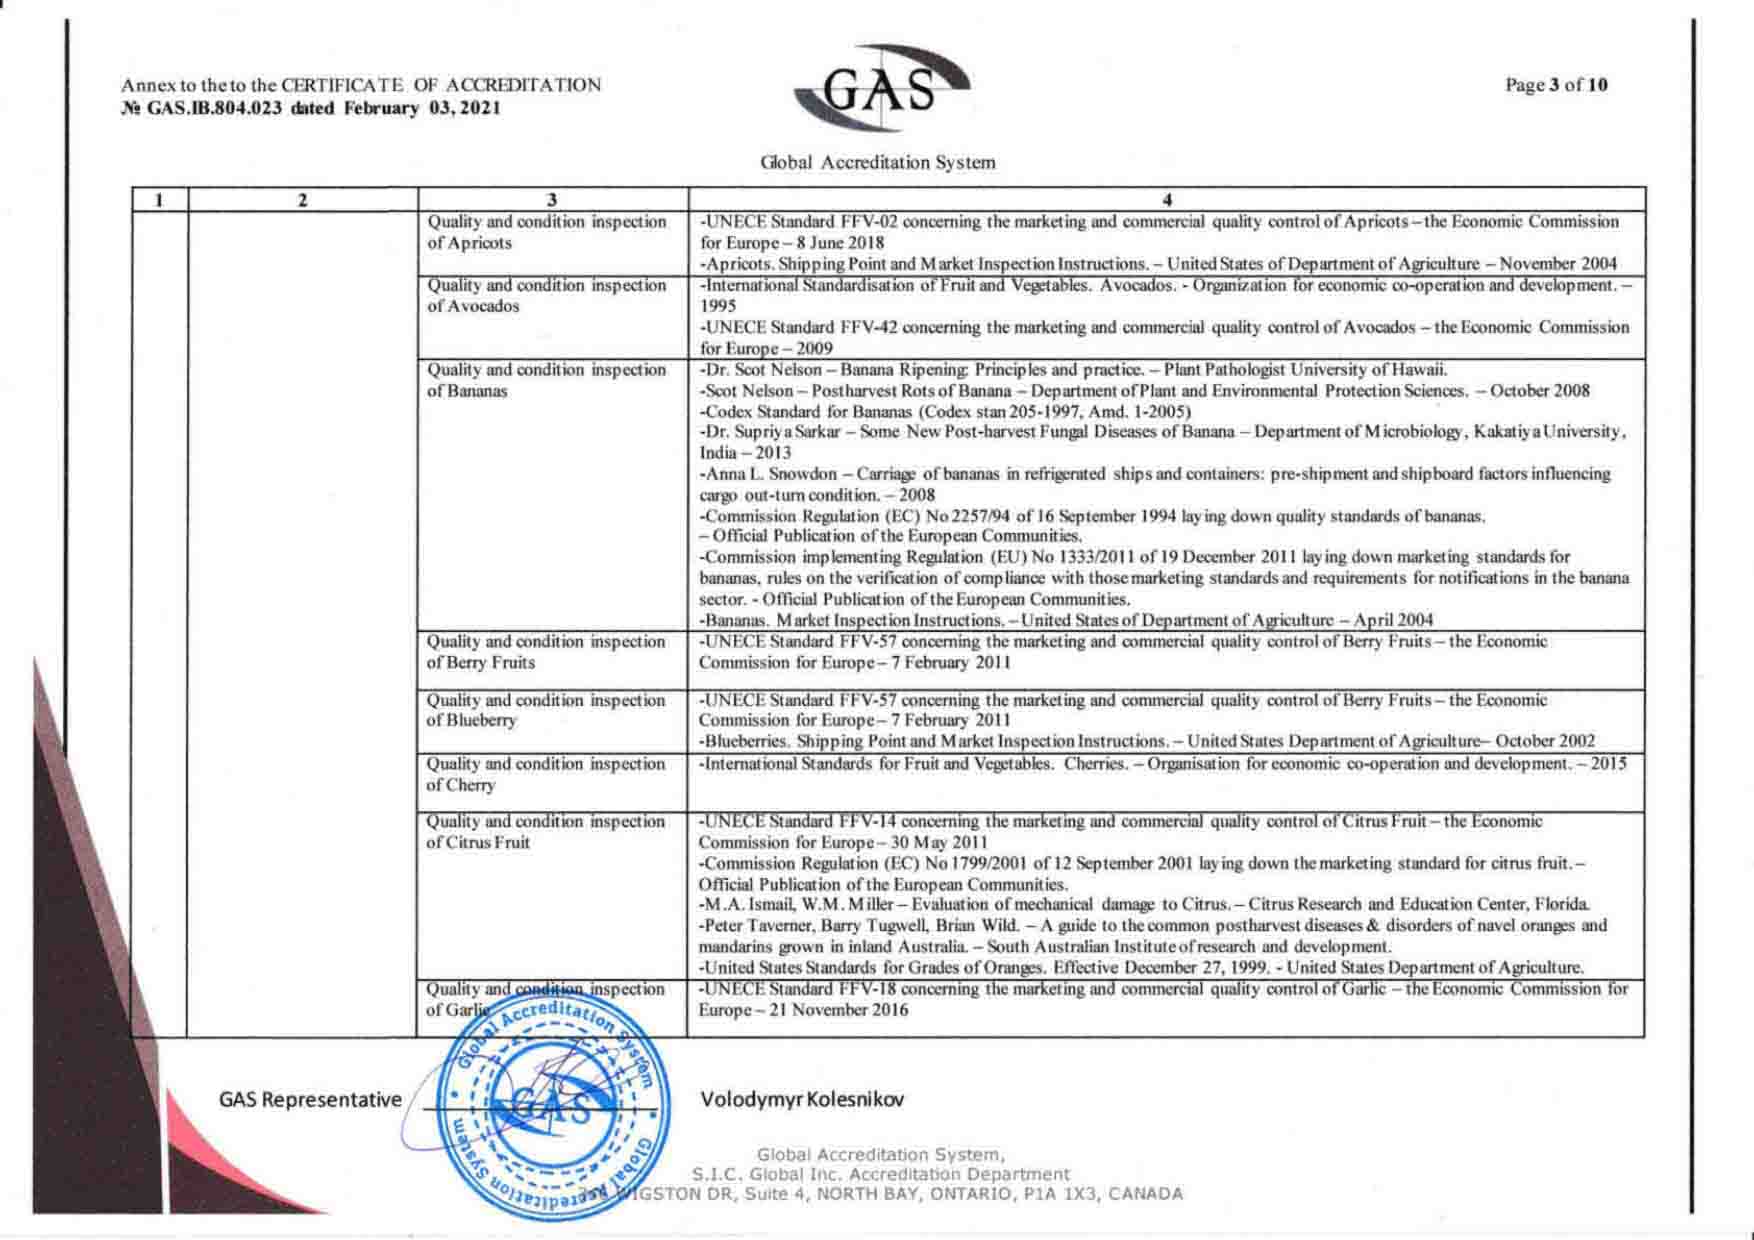 Annex to the to the CERTIFICATE OF ACCREDITATION
№ GAS.IB.804.023 dated February 03, 2021
GAS
Global Accreditation System
Page 3 of 10
1 2 3 4
Quality and condition inspection
of Apricots
-UNECE Standard FFV-02 concerning the marketing and commercial quality control of Apricots – the Economic Commission
for Europe – 8 June 2018
-Apricots. Shipping Point and Market Inspection Instructions. – United States of Department of Agriculture – November 2004
Quality and condition inspection
of Avocados
-International Standardisation of Fruit and Vegetables. Avocados. - Organization for economic co-operation and development. –
1995
-UNECE Standard FFV-42 concerning the marketing and commercial quality control of Avocados – the Economic Commission
for Europe – 2009
Quality and condition inspection
of Bananas
-Dr. Scot Nelson – Banana Ripening: Principles and practice. – Plant Pathologist University of Hawaii.
-Scot Nelson – Postharvest Rots of Banana – Department of Plant and Environmental Protection Sciences. – October 2008
-Codex Standard for Bananas (Codex stan 205-1997, Amd. 1-2005)
-Dr. Supriya Sarkar – Some New Post-harvest Fungal Diseases of Banana – Department of Microbiology, Kakatiya University,
India – 2013
-Anna L. Snowdon – Carriage of bananas in refrigerated ships and containers: pre-shipment and shipboard factors influencing
cargo out-turn condition. – 2008
-Commission Regulation (EC) No 2257/94 of 16 September 1994 laying down quality standards of bananas.
– Official Publication of the European Communities.
-Commission implementing Regulation (EU) No 1333/2011 of 19 December 2011 laying down marketing standards for
bananas, rules on the verification of compliance with those marketing standards and requirements for notifications in the banana
sector. - Official Publication of the European Communities.
-Bananas. Market Inspection Instructions. – United States of Department of Agriculture – April 2004
Quality and condition inspection
of Berry Fruits
-UNECE Standard FFV-57 concerning the marketing and commercial quality control of Berry Fruits – the Economic
Commission for Europe – 7 February 2011
Quality and condition inspection
of Blueberry
-UNECE Standard FFV-57 concerning the marketing and commercial quality control of Berry Fruits – the Economic
Commission for Europe – 7 February 2011
-Blueberries. Shipping Point and Market Inspection Instructions. – United States Department of Agriculture– October 2002
Quality and condition inspection
of Cherry
-International Standards for Fruit and Vegetables. Cherries. – Organisation for economic co-operation and development. – 2015
Quality and condition inspection
of Citrus Fruit
-UNECE Standard FFV-14 concerning the marketing and commercial quality control of Citrus Fruit – the Economic
Commission for Europe – 30 May 2011
-Commission Regulation (EC) No 1799/2001 of 12 September 2001 laying down the marketing standard for citrus fruit. –
Official Publication of the European Communities.
-M.A. Ismail, W.M. Miller – Evaluation of mechanical damage to Citrus. – Citrus Research and Education Center, Florida.
-Peter Taverner, Barry Tugwell, Brian Wild. – A guide to the common postharvest diseases & disorders of navel oranges and
mandarins grown in inland Australia. – South Australian Institute of research and development.
-United States Standards for Grades of Oranges. Effective December 27, 1999. - United States Department of Agriculture.
Quality and condition inspection
of Garlic
-UNECE Standard FFV-18 concerning the marketing and commercial quality control of Garlic – the Economic Commission for
Europe – 21 November 2016
GAS Representative
Global Accreditation System • Global Accreditation System •
GAS
Volodymyr Kolesnikov
Global Accreditation System,
S.I.C. Global Inc. Accreditation Department
WIGSTON DR, Suite 4, NORTH BAY, ONTARIO, P1A 1X3, CANADA